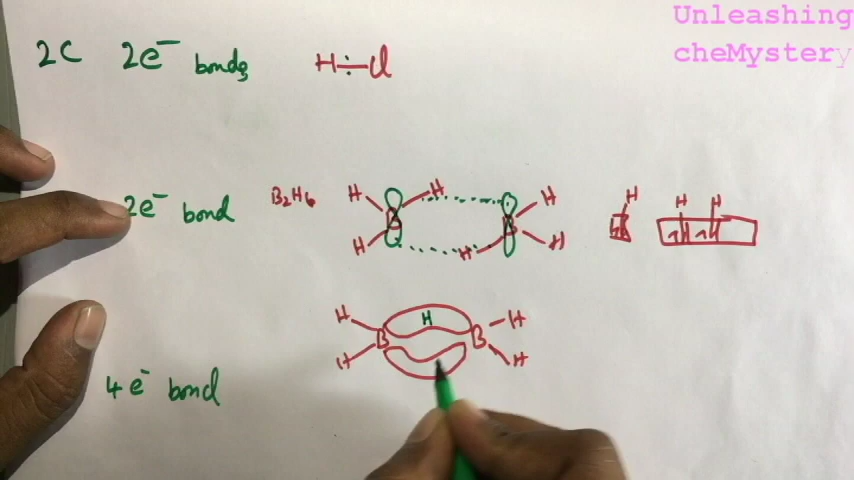 Unleashing
cheMystery
2C 2e⁻ bonds H÷Cl
2e⁻ bond B₂H₆ H B H B H H
H H H
H H H H
H H
B B
H H
4e⁻ bond